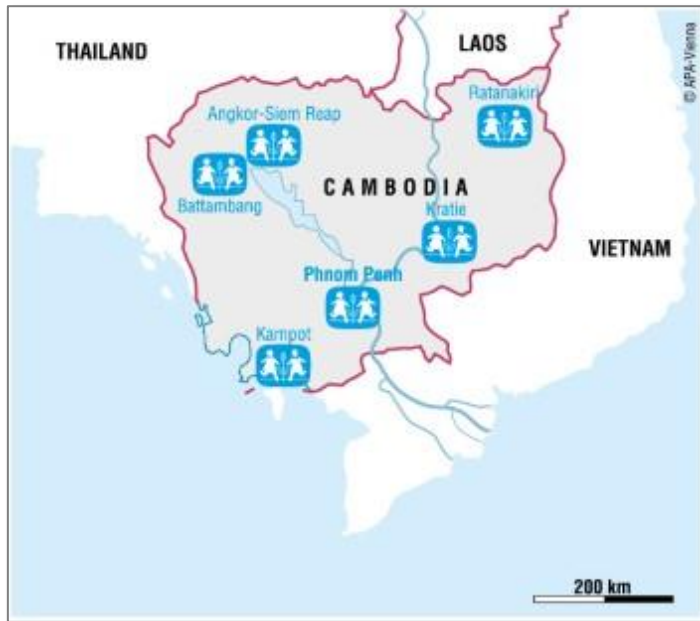 THAILAND
LAOS
© APA-Vienna
Ratanakiri
Angkor-Siem Reap
CAMBODIA
Battambang
Kratie
VIETNAM
Phnom Penh
Kampot
200 km